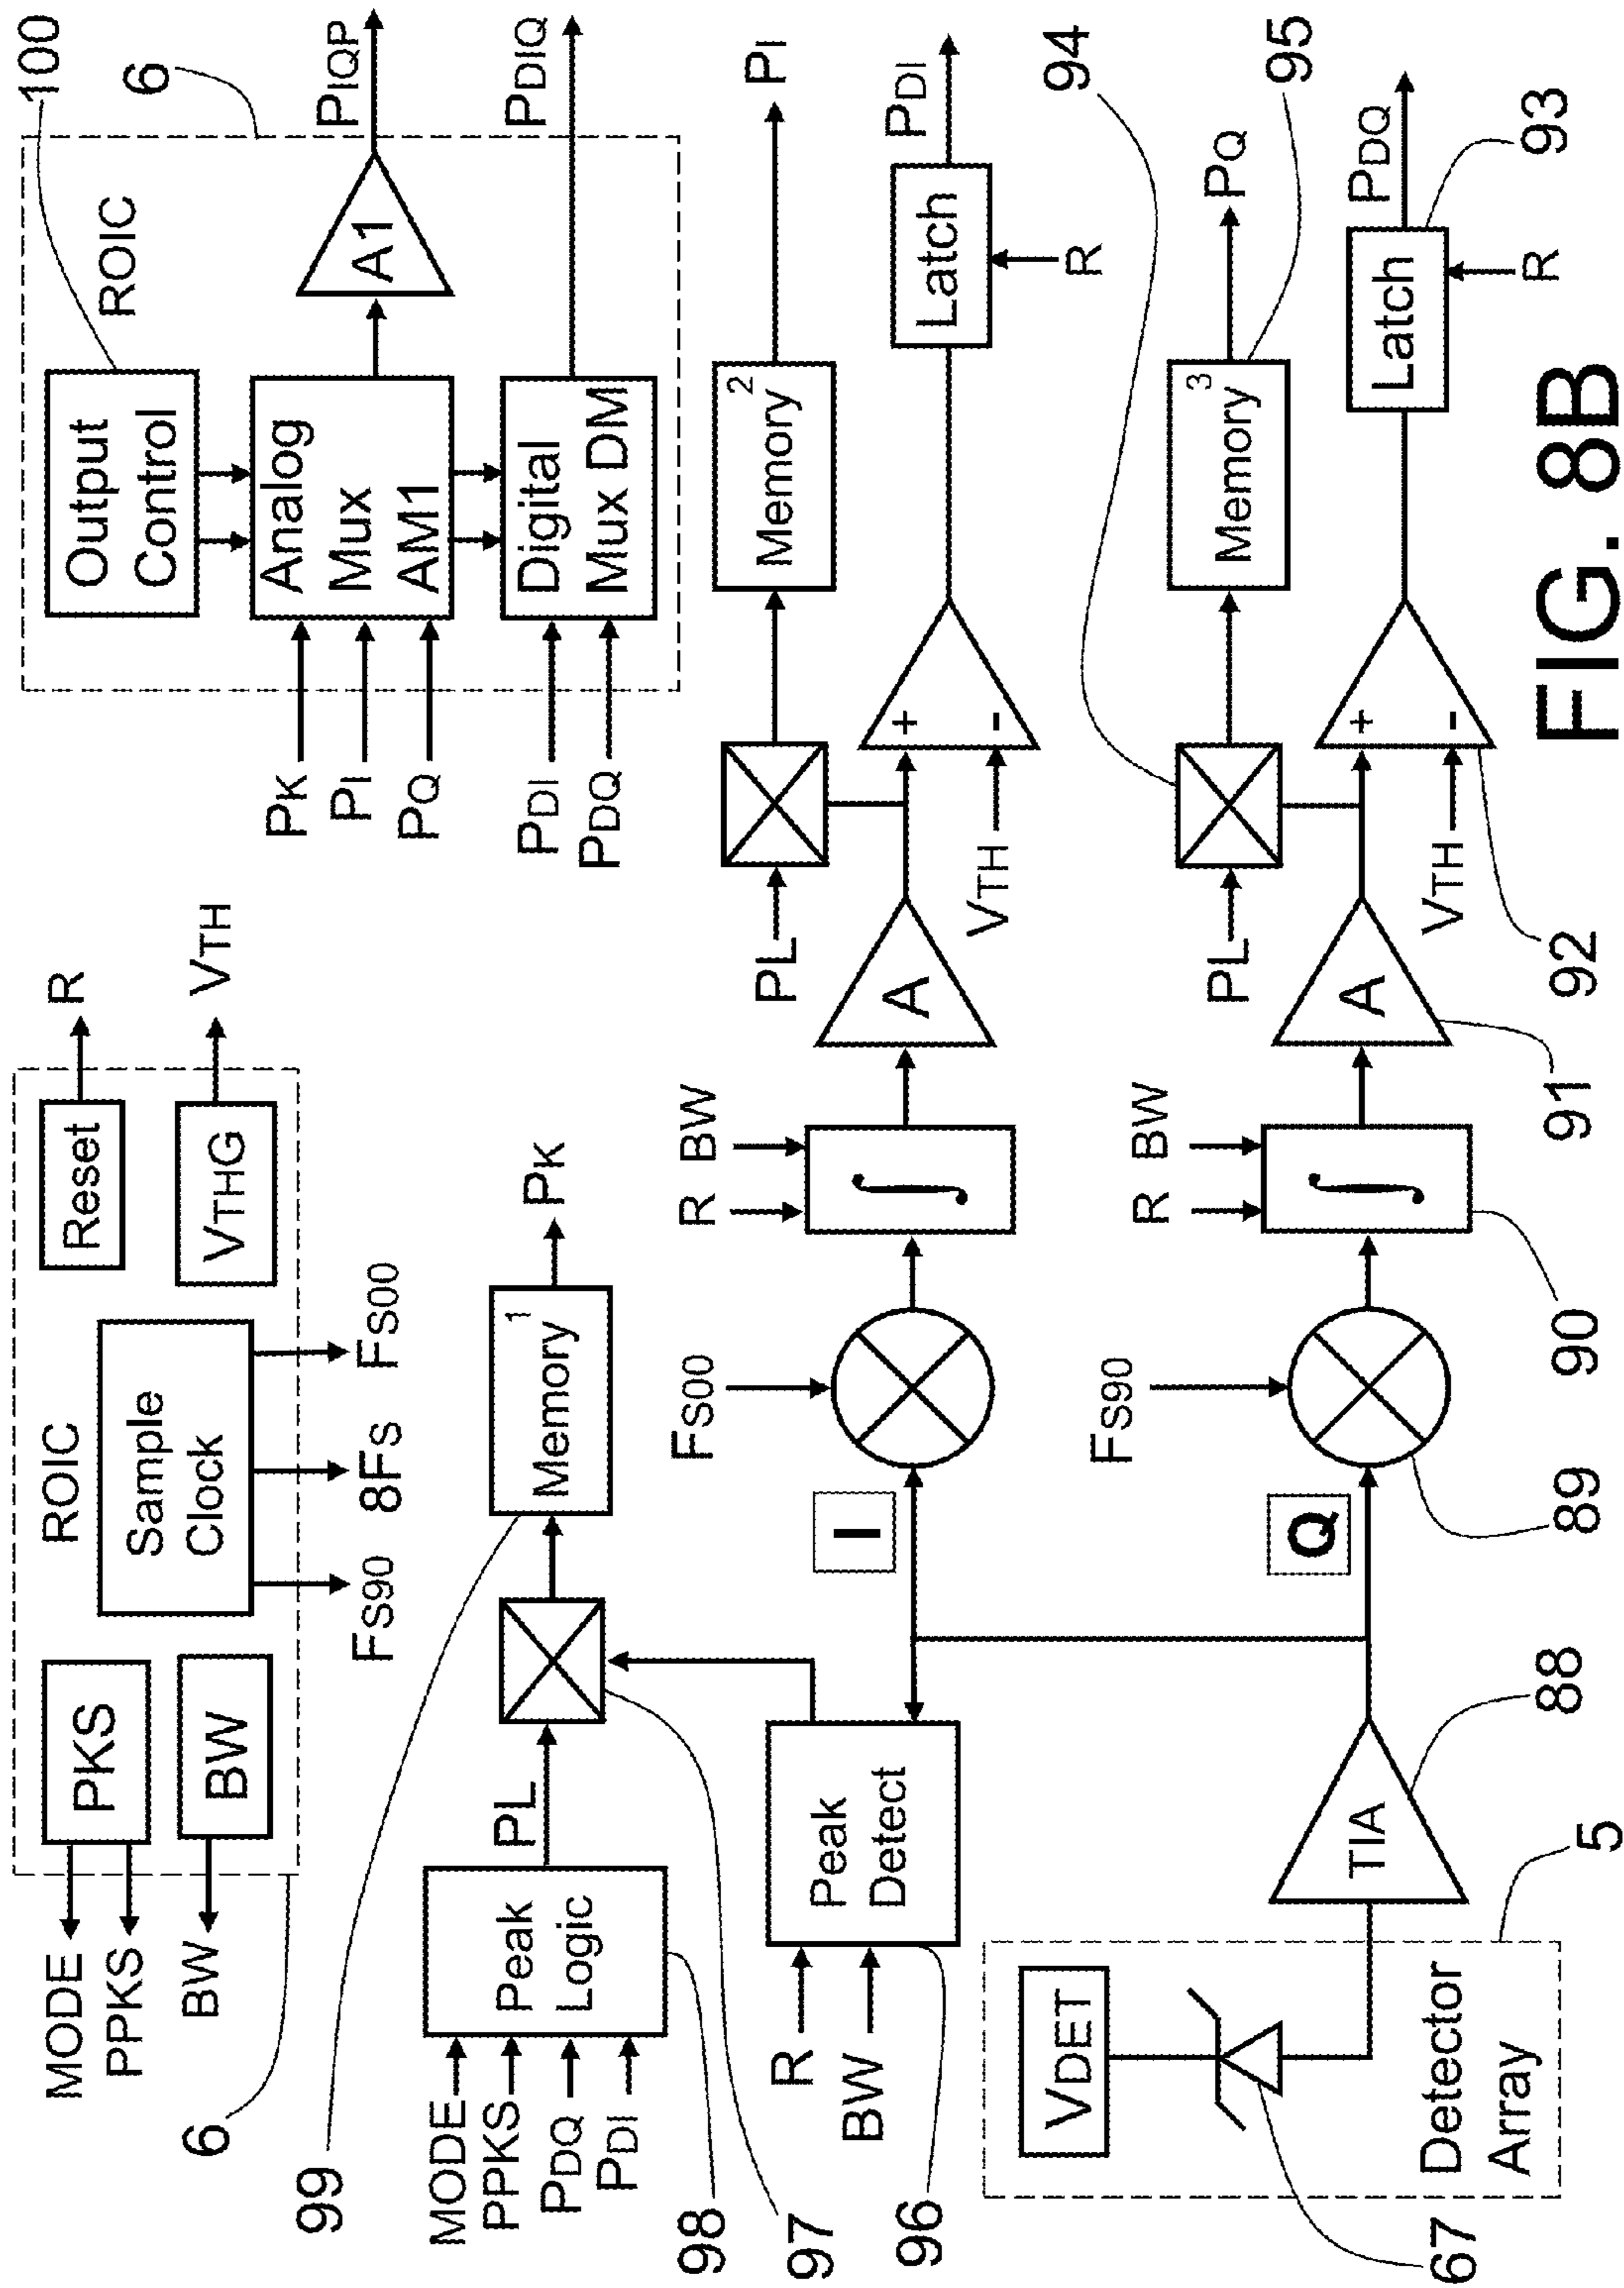 ROIC
PKS
MODE
PPKS
BW
BW
Sample
Clock
FS90
8FS
FS00
Reset
R
VTHG
VTH
6
100
6
ROIC
Output
Control
Analog
Mux
AM1
Digital
Mux DM
A1
PK
PI
PQ
PDI
PDQ
PIQP
PDIQ
99
MODE
PPKS
PDQ
PDI
Peak
Logic
PL
Memory 1
PK
98
97
R
BW
Peak
Detect
96
I
FS00
R
BW
∫
A
PL
Memory 2
PI
VTH
+
-
Latch
R
PDI
94
VDET
Detector
Array
67
5
TIA
88
Q
FS90
89
R
BW
∫
90
A
91
PL
Memory 3
PQ
95
VTH
+
-
92
Latch
R
PDQ
93
FIG. 8B